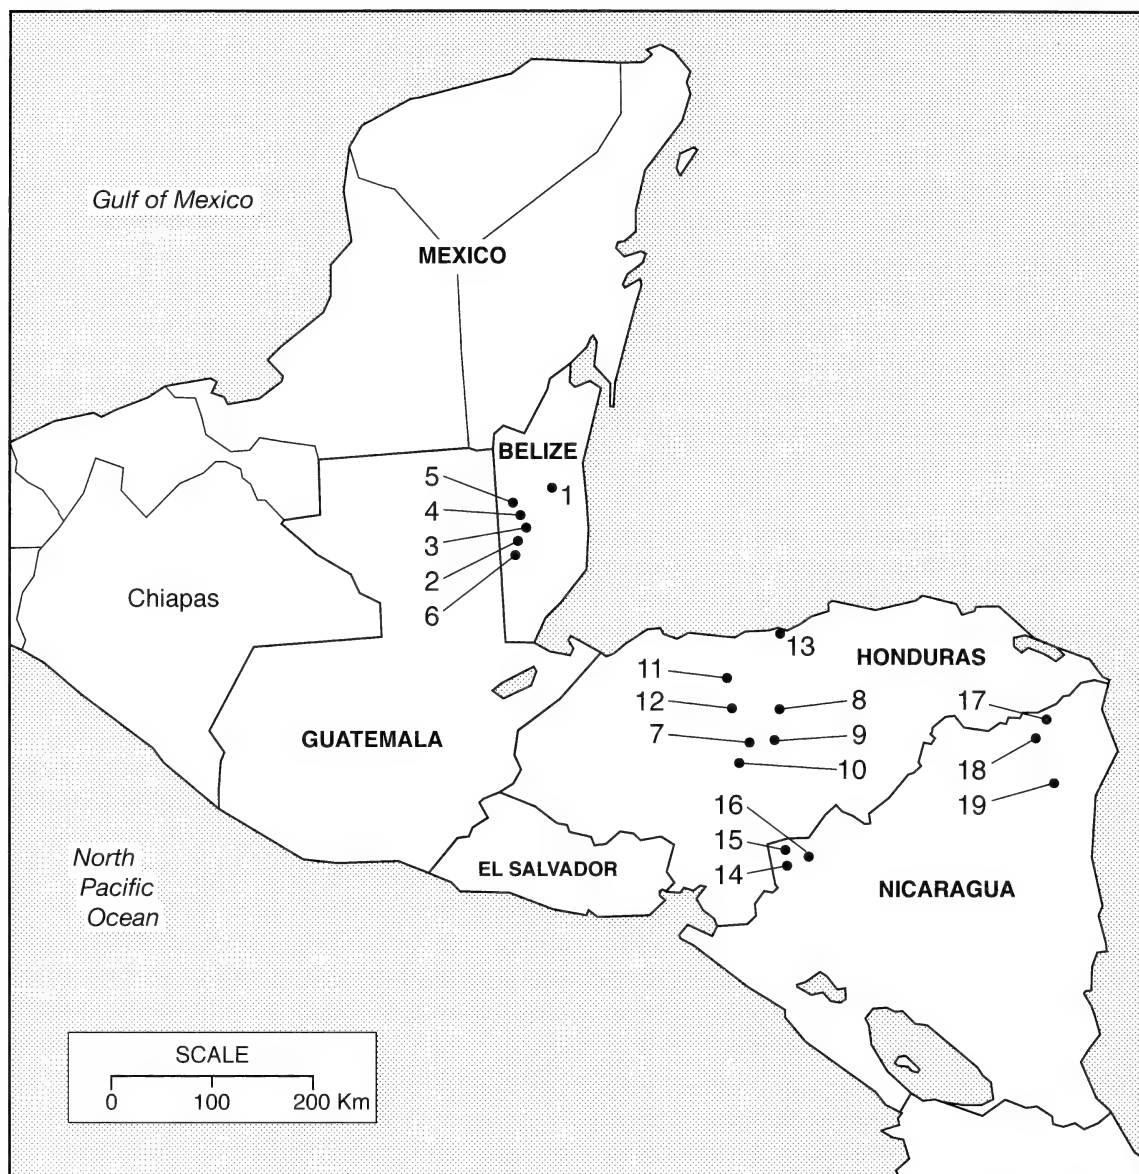 Gulf of Mexico
MEXICO
BELIZE
5
1
4
3
2
6
Chiapas
13
HONDURAS
11
12
8
17
7
9
GUATEMALA
10
18
19
16
15
14
EL SALVADOR
NICARAGUA
North
Pacific
Ocean
SCALE
0 100 200 Km